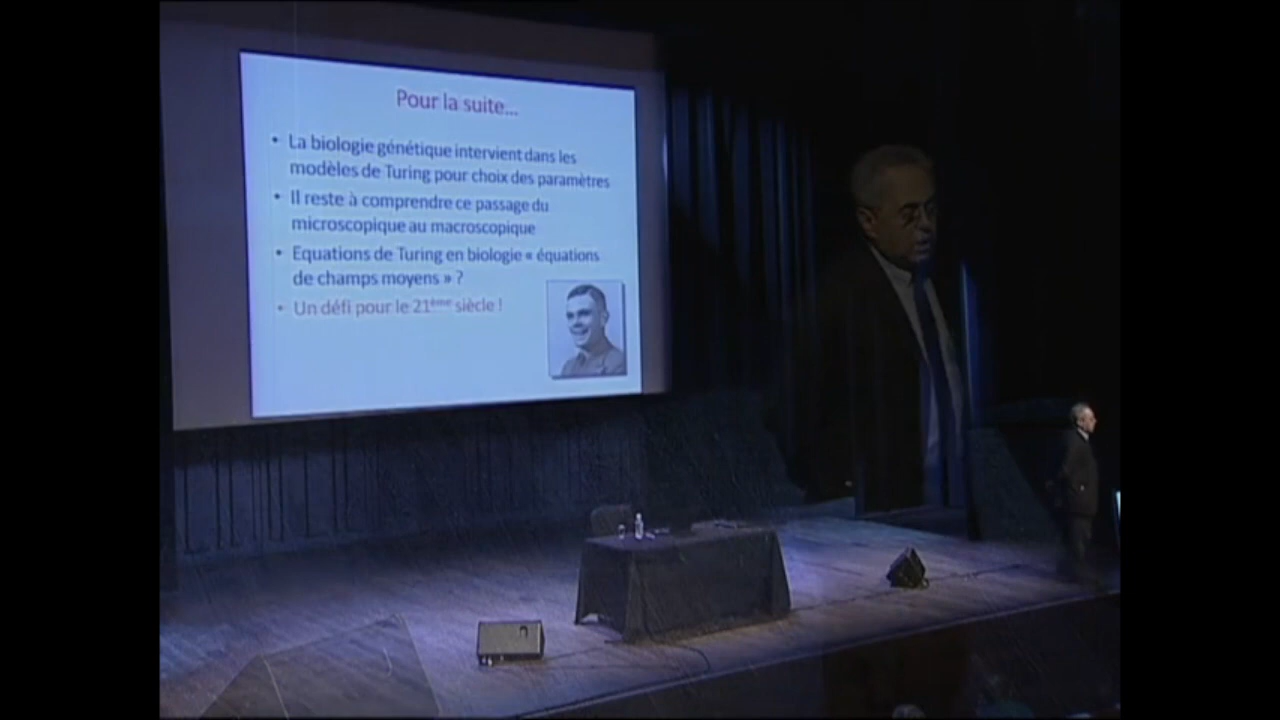 Pour la suite...
• La biologie génétique intervient dans les
modèles de Turing pour choix des paramètres
• Il reste à comprendre ce passage du
microscopique au macroscopique
• Equations de Turing en biologie « équations
de champs moyens » ?
• Un défi pour le 21ème siècle !